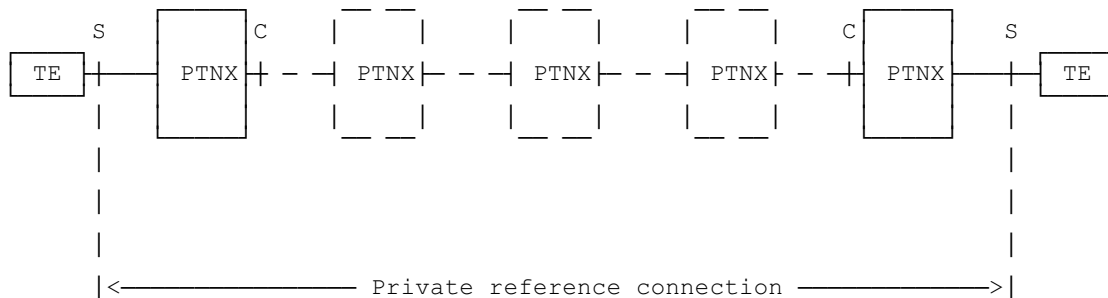 S C C S
TE PTNX PTNX PTNX PTNX PTNX TE
Private reference connection